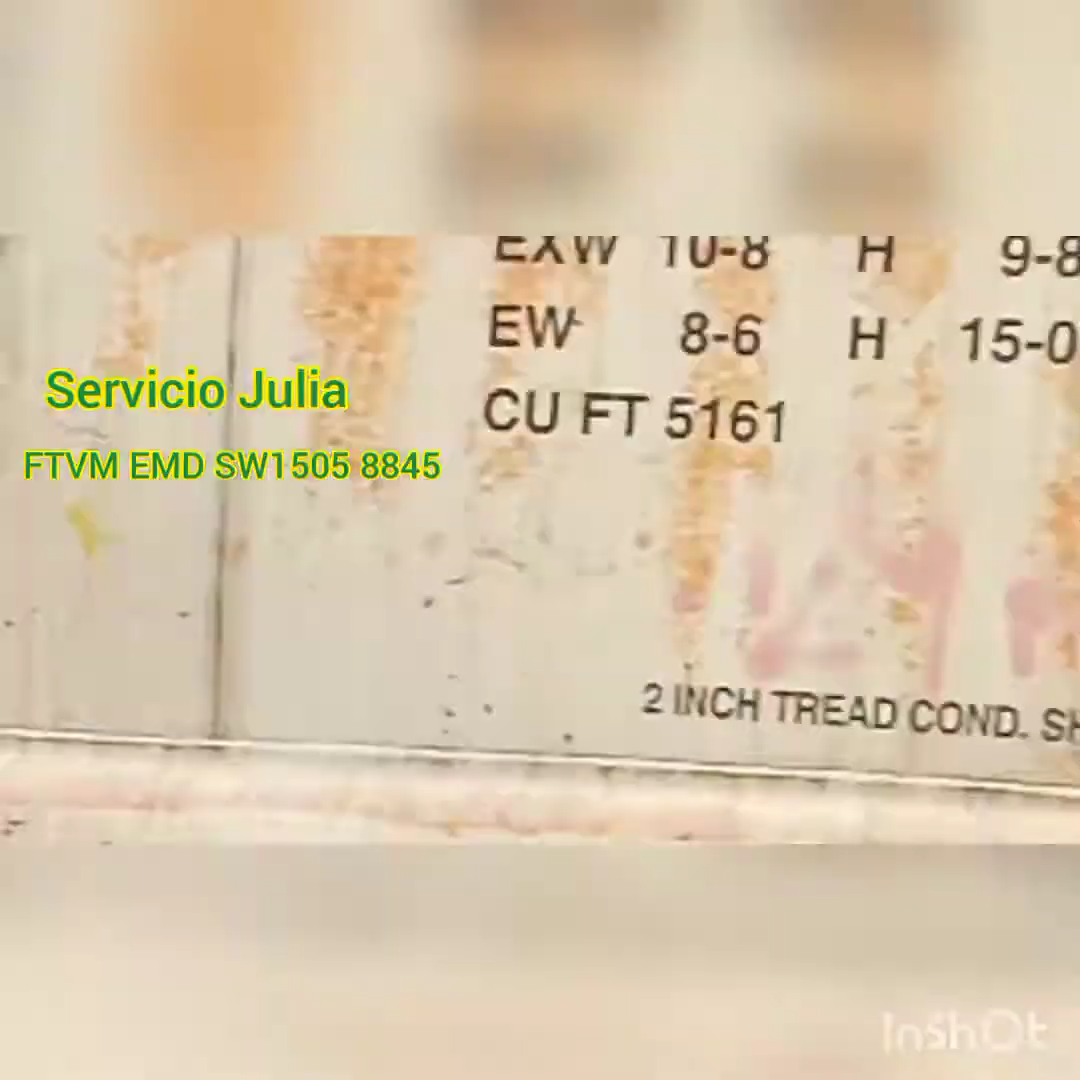 EXW 10-8 H 9-8
EW 8-6 H 15-0
Servicio Julia
CU FT 5161
FTVM EMD SW1505 8845
2 INCH TREAD COND. SH
InShOt